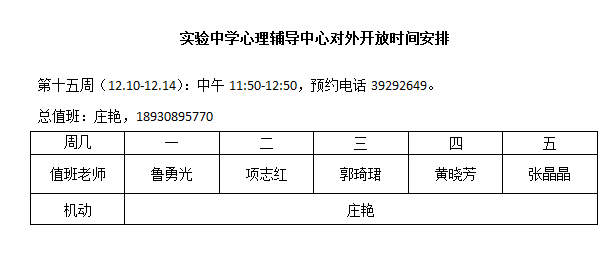 实验中学心理辅导中心对外开放时间安排
第十五周（12.10-12.14）：中午 11:50-12:50，预约电话 39292649。
总值班：庄艳，18930895770
周几 一 二 三 四 五
值班老师 鲁勇光 项志红 郭琦珺 黄晓芳 张晶晶
机动 庄艳